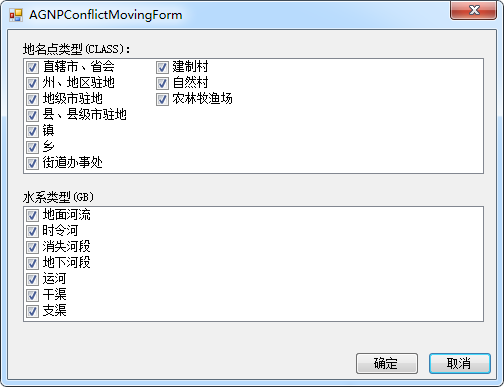 AGNPConflictMovingForm
地名点类型(CLASS):
直辖市、省会
州、地区驻地
地级市驻地
县、县级市驻地
镇
乡
街道办事处
建制村
自然村
农林牧渔场
水系类型(GB)
地面河流
时令河
消失河段
地下河段
运河
干渠
支渠
确定 取消